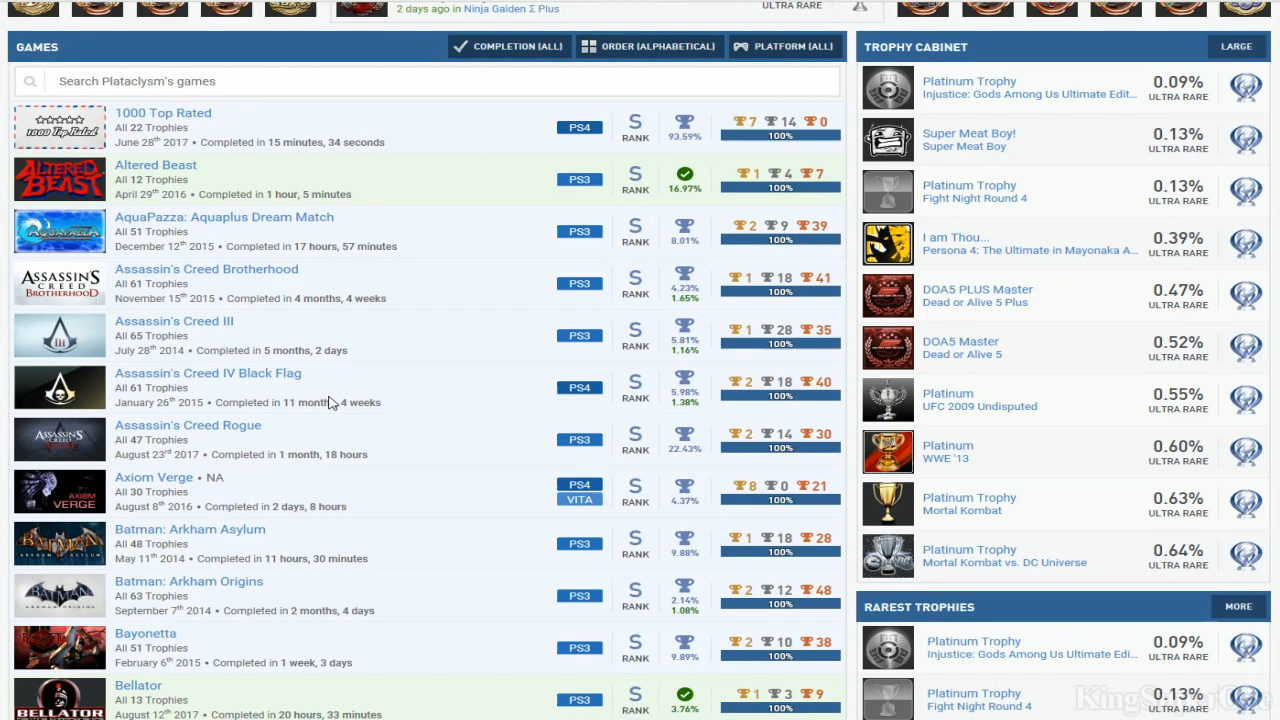 2 days ago in Ninja Gaiden Σ Plus
ULTRA RARE
GAMES
COMPLETION (ALL)
ORDER (ALPHABETICAL)
PLATFORM (ALL)
Search Plataclysm's games
1000 Top Rated
1000 Top Rated
All 22 Trophies
June 28th 2017 • Completed in 15 minutes, 34 seconds
PS4
S
RANK
93.59%
7 14 0
100%
ALTERED BEAST
Altered Beast
All 12 Trophies
April 29th 2016 • Completed in 1 hour, 5 minutes
PS3
S
RANK
16.97%
1 4 7
100%
AQUAPAZZA
AquaPazza: Aquaplus Dream Match
All 51 Trophies
December 12th 2015 • Completed in 17 hours, 57 minutes
PS3
S
RANK
8.01%
2 9 39
100%
ASSASSIN'S CREED BROTHERHOOD
Assassin's Creed Brotherhood
All 61 Trophies
November 15th 2015 • Completed in 4 months, 4 weeks
PS3
S
RANK
4.23%
1.65%
1 18 41
100%
III
Assassin's Creed III
All 65 Trophies
July 28th 2014 • Completed in 5 months, 2 days
PS3
S
RANK
5.81%
1.16%
1 28 35
100%
Assassin's Creed IV Black Flag
All 61 Trophies
January 26th 2015 • Completed in 11 month 4 weeks
PS4
S
RANK
5.98%
1.38%
2 18 40
100%
ASSASSIN'S CREED
Assassin's Creed Rogue
All 47 Trophies
August 23rd 2017 • Completed in 1 month, 18 hours
PS3
S
RANK
22.43%
2 14 30
100%
AXIOM VERGE
Axiom Verge • NA
All 30 Trophies
August 8th 2016 • Completed in 2 days, 8 hours
PS4
VITA
S
RANK
4.37%
8 0 21
100%
BATMAN
Batman: Arkham Asylum
All 48 Trophies
May 11th 2014 • Completed in 11 hours, 30 minutes
PS3
S
RANK
9.88%
1 18 28
100%
BATMAN
Batman: Arkham Origins
All 63 Trophies
September 7th 2014 • Completed in 2 months, 4 days
PS3
S
RANK
2.14%
1.08%
2 12 48
100%
Bayonetta
All 51 Trophies
February 6th 2015 • Completed in 1 week, 3 days
PS3
S
RANK
9.89%
2 10 38
100%
BELLATOR
Bellator
All 13 Trophies
August 12th 2017 • Completed in 20 hours, 33 minutes
PS3
S
RANK
3.76%
1 3 9
100%
TROPHY CABINET
LARGE
Platinum Trophy
Injustice: Gods Among Us Ultimate Edit...
0.09%
ULTRA RARE
Super Meat Boy!
Super Meat Boy
0.13%
ULTRA RARE
Platinum Trophy
Fight Night Round 4
0.13%
ULTRA RARE
I am Thou...
Persona 4: The Ultimate in Mayonaka A...
0.39%
ULTRA RARE
DOA5 PLUS Master
Dead or Alive 5 Plus
0.47%
ULTRA RARE
DOA5 Master
Dead or Alive 5
0.52%
ULTRA RARE
Platinum
UFC 2009 Undisputed
0.55%
ULTRA RARE
Platinum
WWE '13
0.60%
ULTRA RARE
Platinum Trophy
Mortal Kombat
0.63%
ULTRA RARE
Platinum Trophy
Mortal Kombat vs. DC Universe
0.64%
ULTRA RARE
RAREST TROPHIES
MORE
Platinum Trophy
Injustice: Gods Among Us Ultimate Edi...
0.09%
ULTRA RARE
Platinum Trophy
Fight Night Round 4
0.13%
ULTRA RARE